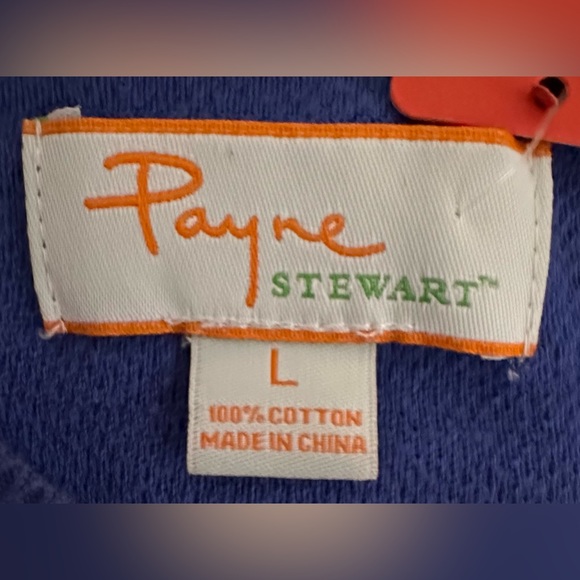 Payne
STEWART™
L
100% COTTON
MADE IN CHINA